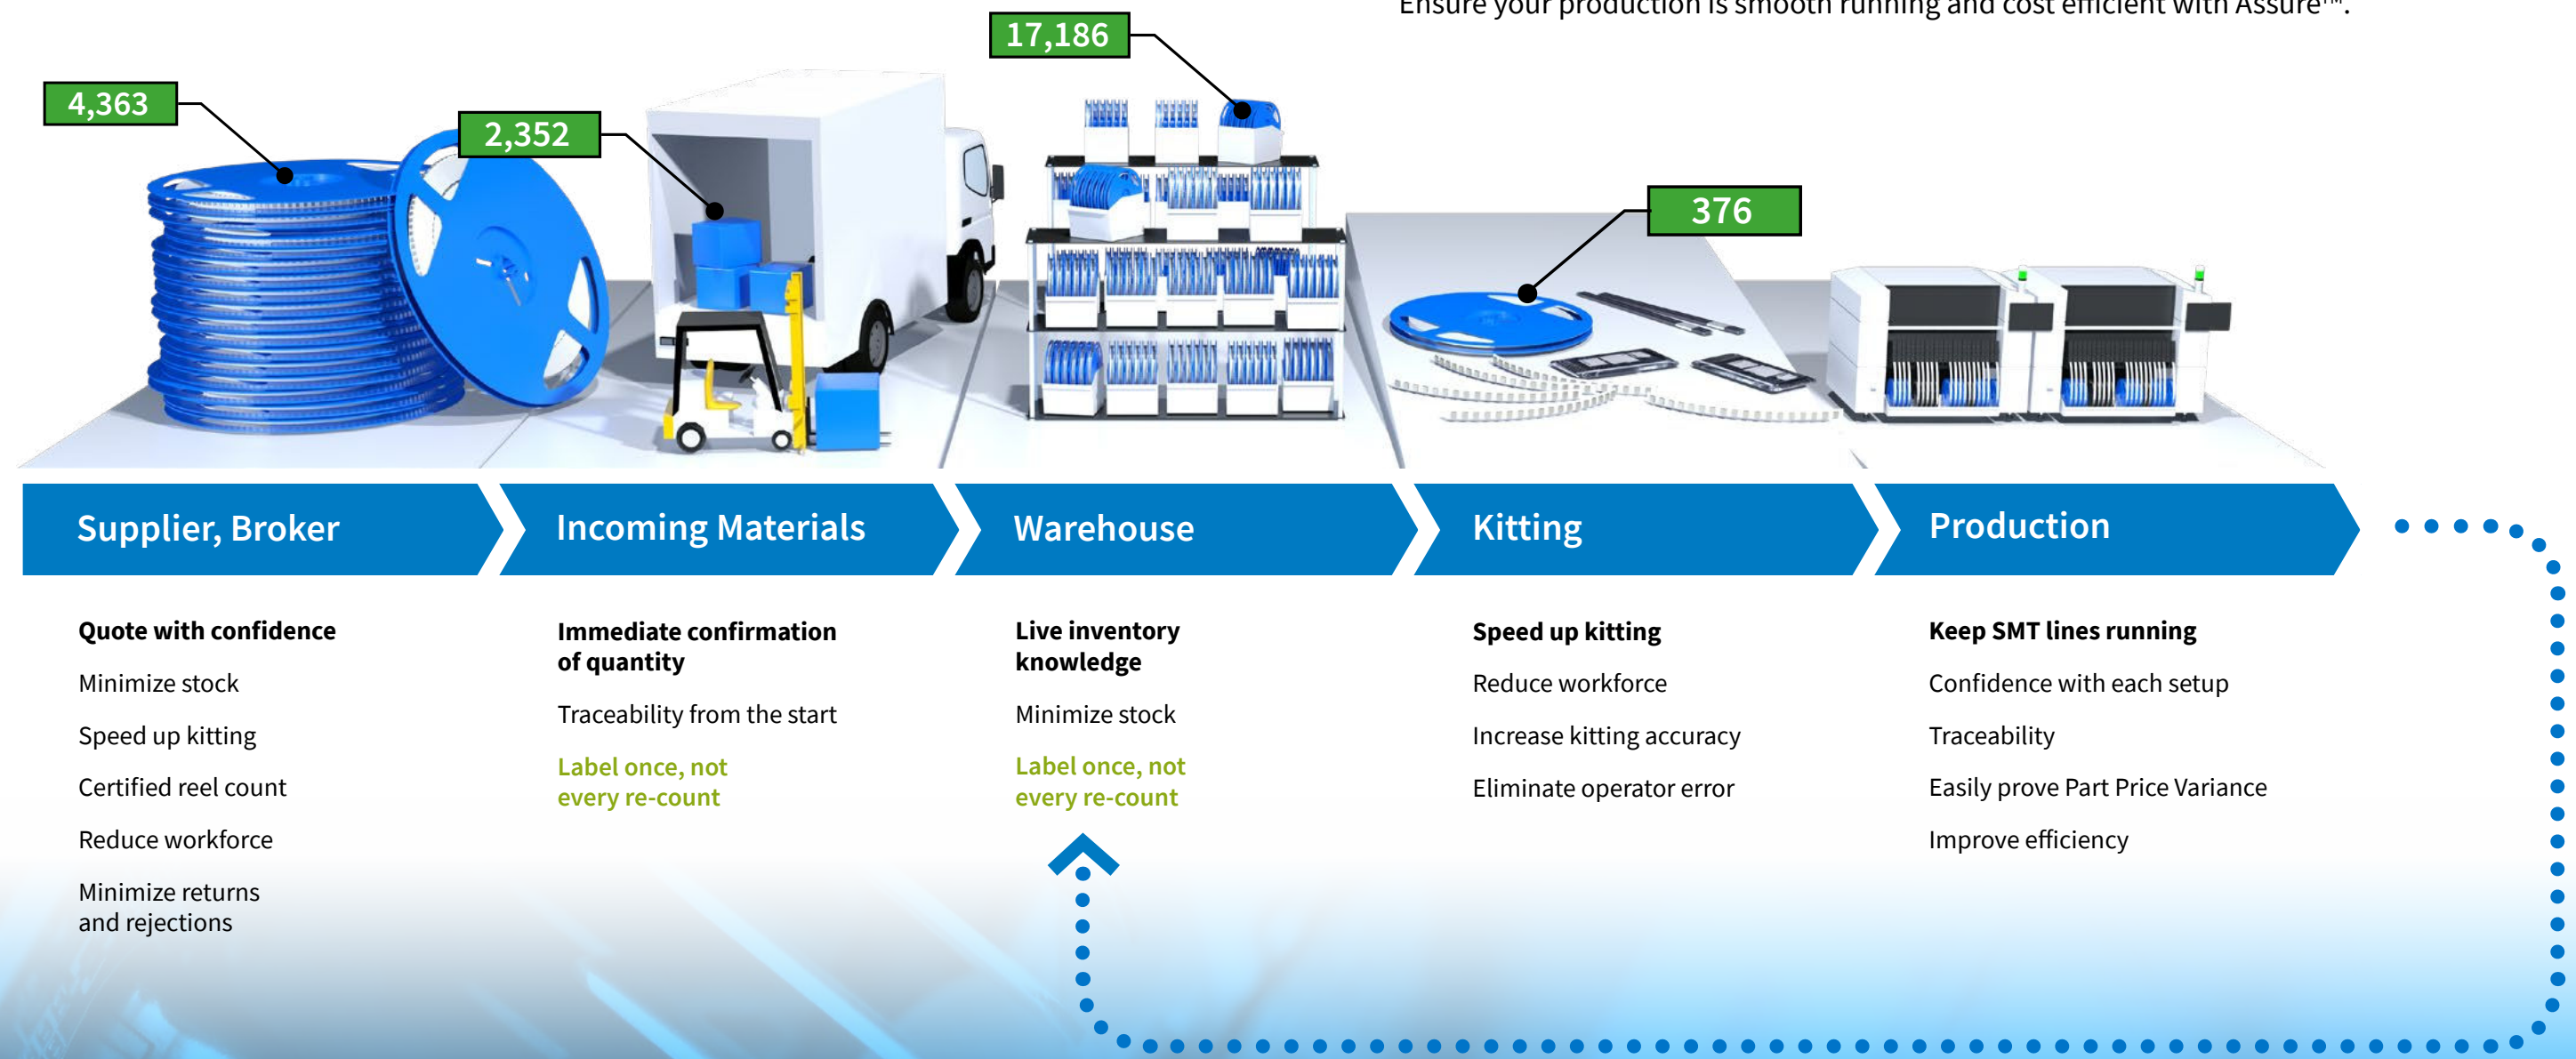 Ensure your production is smooth running and cost efficient with Assure™.
17,186
4,363
2,352
376
Supplier, Broker
Incoming Materials
Warehouse
Kitting
Production
Quote with confidence
Minimize stock
Speed up kitting
Certified reel count
Reduce workforce
Minimize returns
and rejections
Immediate confirmation
of quantity
Traceability from the start
Label once, not
every re-count
Live inventory
knowledge
Minimize stock
Label once, not
every re-count
Speed up kitting
Reduce workforce
Increase kitting accuracy
Eliminate operator error
Keep SMT lines running
Confidence with each setup
Traceability
Easily prove Part Price Variance
Improve efficiency